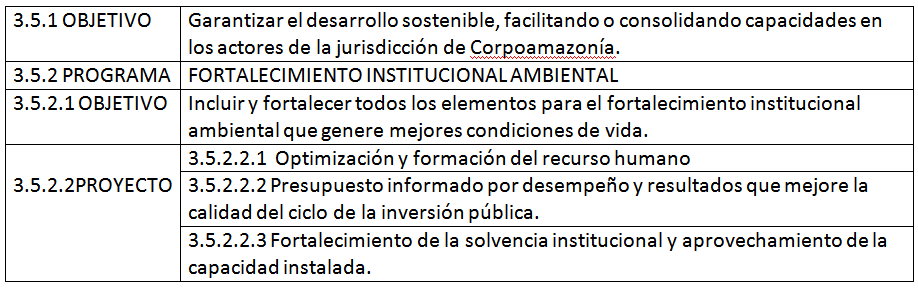 3.5.1 OBJETIVO
Garantizar el desarrollo sostenible, facilitando o consolidando capacidades en
los actores de la jurisdicción de Corpoamazonía.
3.5.2 PROGRAMA
FORTALECIMIENTO INSTITUCIONAL AMBIENTAL
3.5.2.1 OBJETIVO
Incluir y fortalecer todos los elementos para el fortalecimiento institucional
ambiental que genere mejores condiciones de vida.
3.5.2.2PROYECTO
3.5.2.2.1 Optimización y formación del recurso humano
3.5.2.2.2 Presupuesto informado por desempeño y resultados que mejore la
calidad del ciclo de la inversión pública.
3.5.2.2.3 Fortalecimiento de la solvencia institucional y aprovechamiento de la
capacidad instalada.